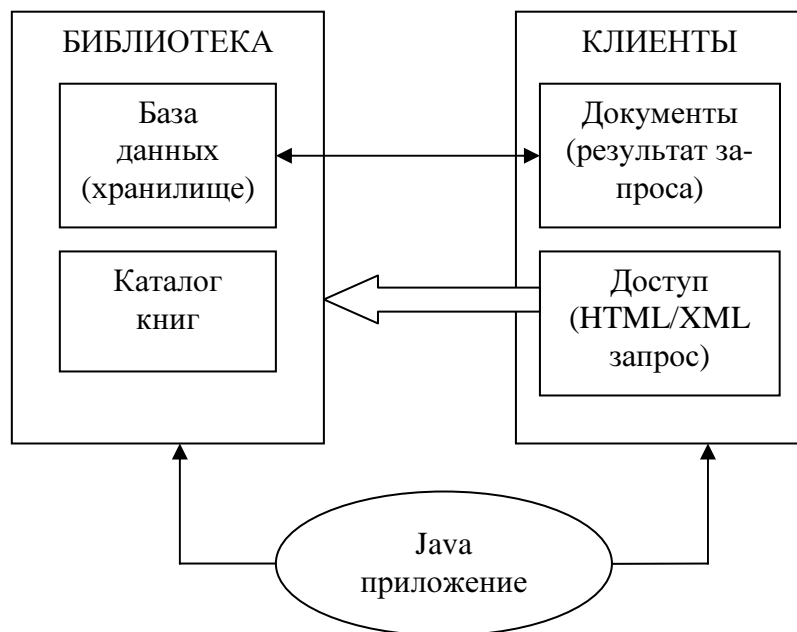 БИБЛИОТЕКА
База
данных
(хранилище)
Каталог
книг
КЛИЕНТЫ
Документы
(результат за-
проса)
Доступ
(HTML/XML
запрос)
Java
приложение